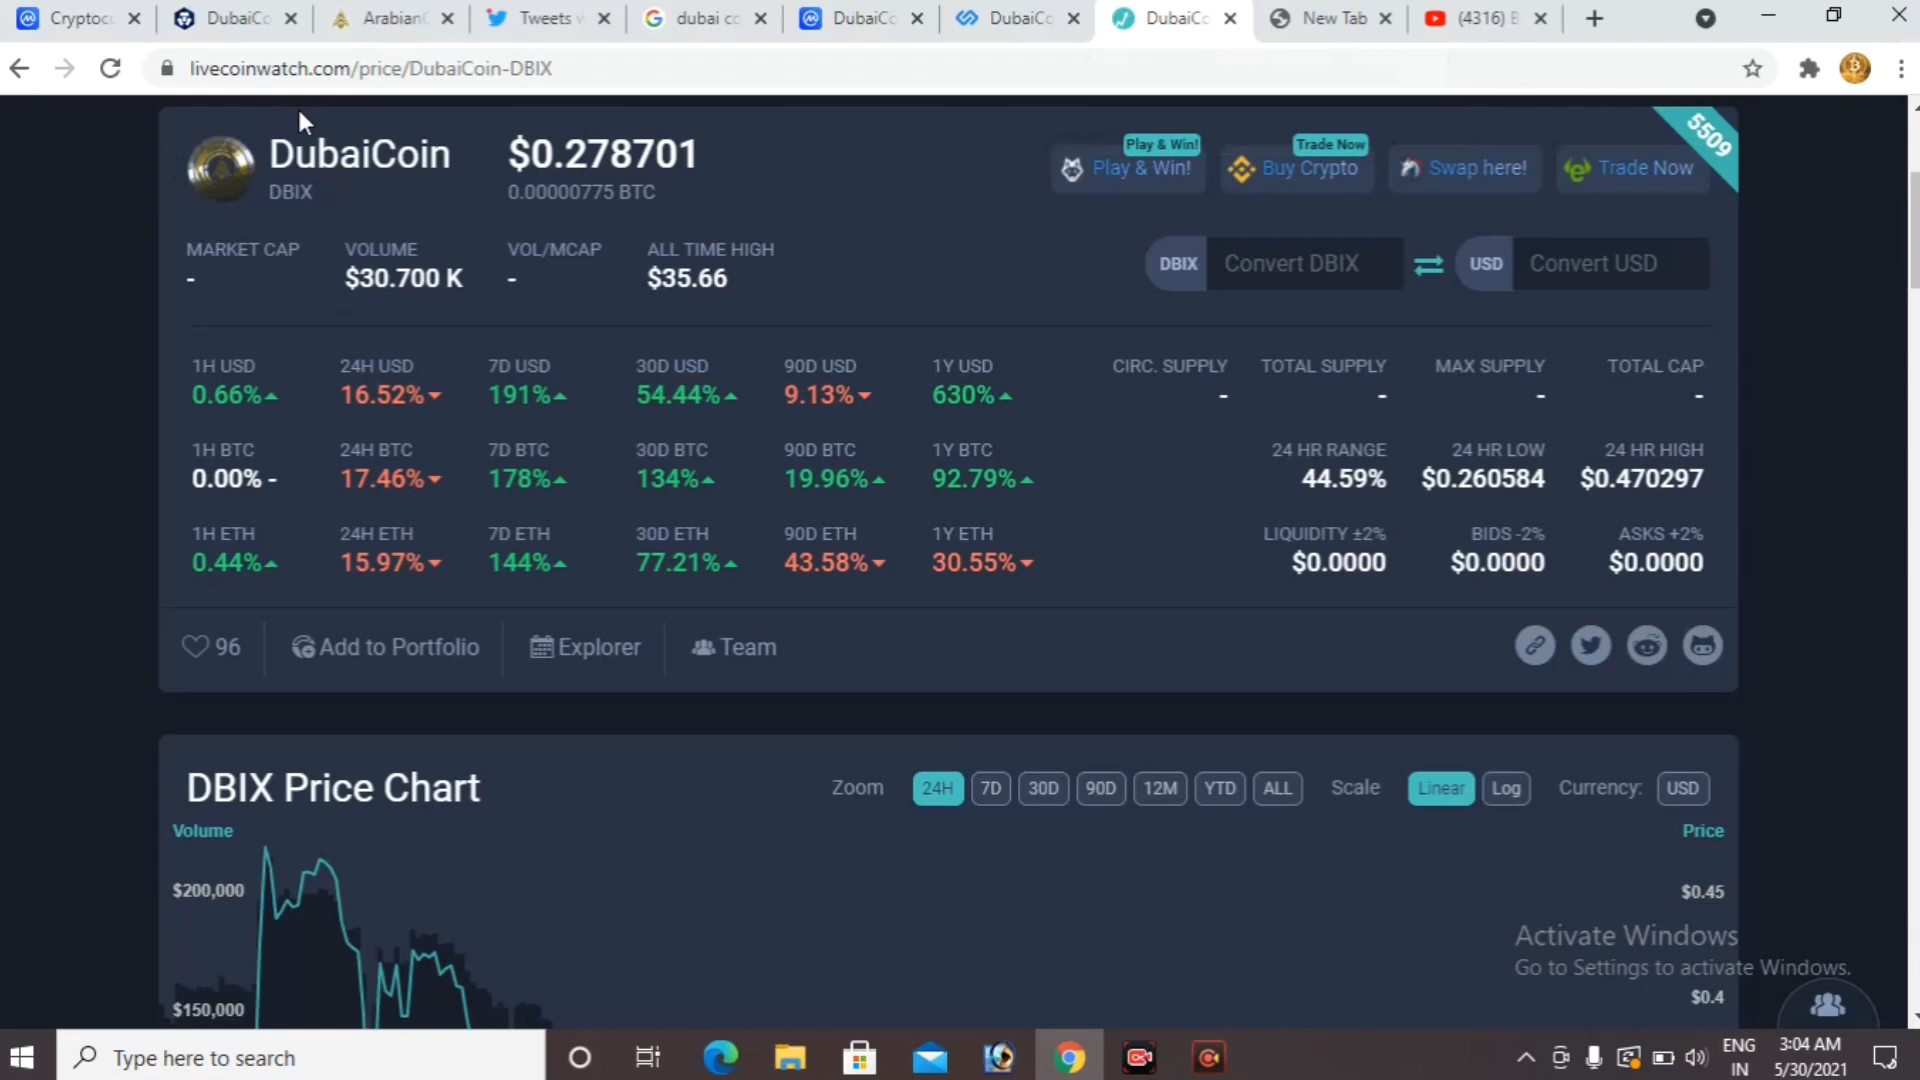 Cryptoc
DubaiCo
Arabian
Tweets
dubai co
DubaiCo
DubaiCo
DubaiCo
New Tab
(4316)
livecoinwatch.com/price/DubaiCoin-DBIX
DubaiCoin
DBIX
$0.278701
0.00000775 BTC
Play & Win!
Play & Win!
Trade Now
Buy Crypto
Swap here!
Trade Now
5509
MARKET CAP VOLUME VOL/MCAP ALL TIME HIGH
- $30.700 K - $35.66
DBIX Convert DBIX USD Convert USD
1H USD 24H USD 7D USD 30D USD 90D USD 1Y USD CIRC. SUPPLY TOTAL SUPPLY MAX SUPPLY TOTAL CAP
0.66% 16.52% 191% 54.44% 9.13% 630% - - - -
1H BTC 24H BTC 7D BTC 30D BTC 90D BTC 1Y BTC 24 HR RANGE 24 HR LOW 24 HR HIGH
0.00% - 17.46% 178% 134% 19.96% 92.79% 44.59% $0.260584 $0.470297
1H ETH 24H ETH 7D ETH 30D ETH 90D ETH 1Y ETH LIQUIDITY ±2% BIDS -2% ASKS +2%
0.44% 15.97% 144% 77.21% 43.58% 30.55% $0.0000 $0.0000 $0.0000
96 Add to Portfolio Explorer Team
DBIX Price Chart Zoom 24H 7D 30D 90D 12M YTD ALL Scale Linear Log Currency: USD
Volume Price
$200,000 $0.45
Activate Windows
Go to Settings to activate Windows.
$150,000 $0.4
Type here to search
ENG
IN
3:04 AM
5/30/2021